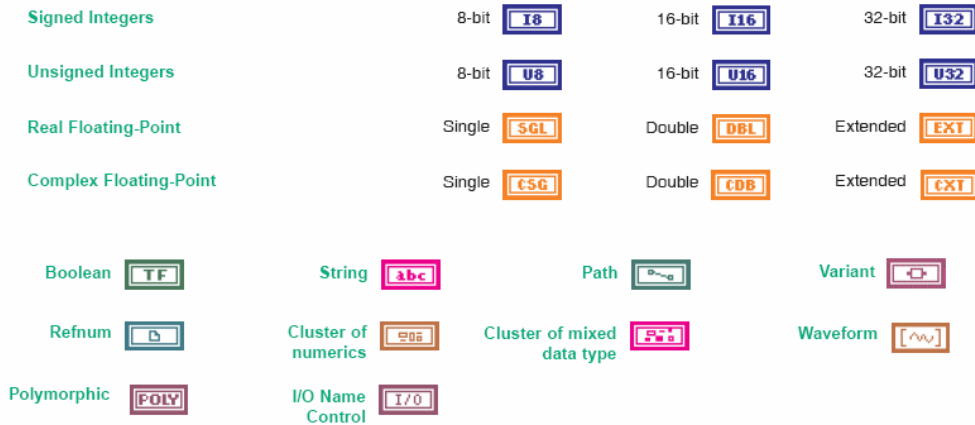 Signed Integers 8-bit I8 16-bit I16 32-bit I32
Unsigned Integers 8-bit U8 16-bit U16 32-bit U32
Real Floating-Point Single SGL Double DBL Extended EXT
Complex Floating-Point Single CSG Double CDB Extended CXT
Boolean TF String abc Path Variant
Refnum Cluster of numerics Cluster of mixed data type Waveform
Polymorphic POLY I/O Name Control I/O